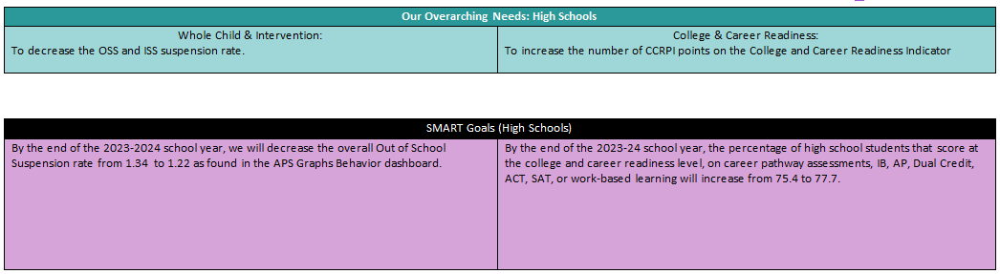 Our Overarching Needs: High Schools
Whole Child & Intervention:
To decrease the OSS and ISS suspension rate.
College & Career Readiness:
To increase the number of CCRPI points on the College and Career Readiness Indicator
SMART Goals (High Schools)
By the end of the 2023-2024 school year, we will decrease the overall Out of School
Suspension rate from 1.34 to 1.22 as found in the APS Graphs Behavior dashboard.
By the end of the 2023-24 school year, the percentage of high school students that score at
the college and career readiness level, on career pathway assessments, IB, AP, Dual Credit,
ACT, SAT, or work-based learning will increase from 75.4 to 77.7.